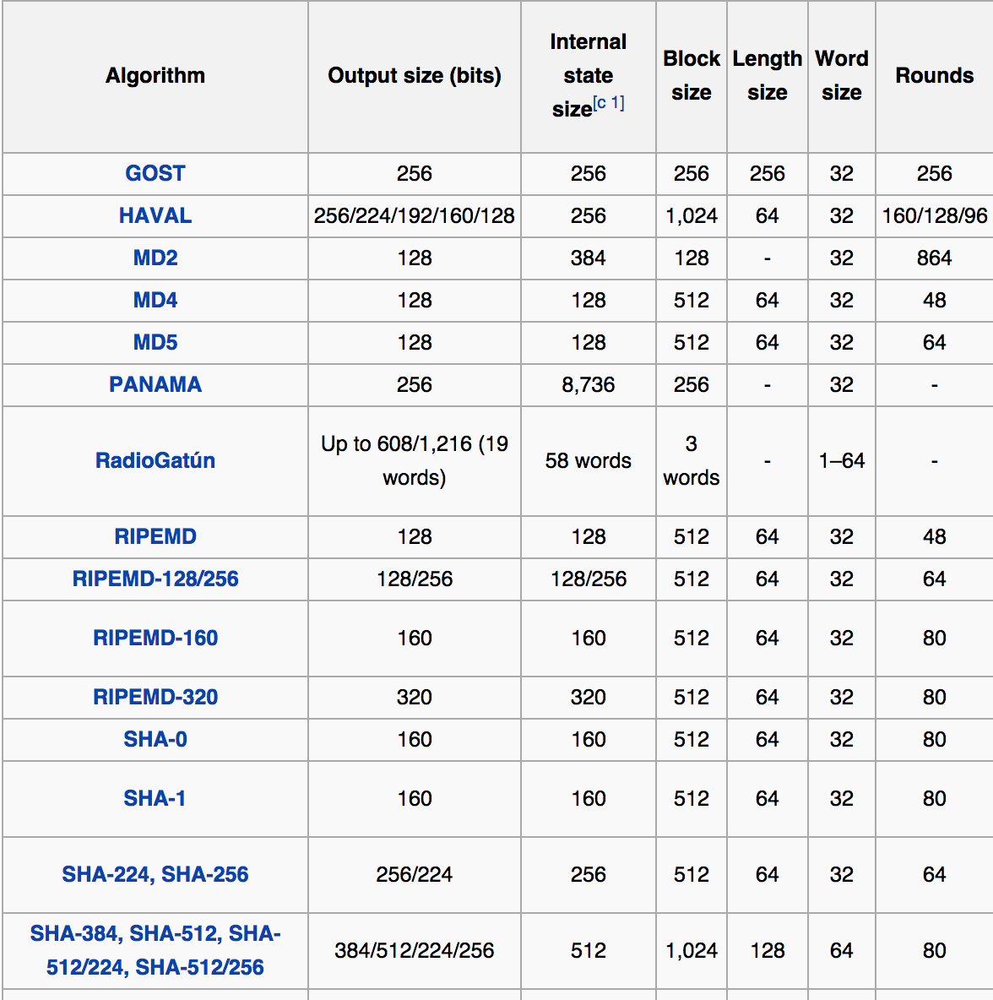 Algorithm Output size (bits) Internal state size[c 1] Block size Length size Word size Rounds
GOST 256 256 256 256 32 256
HAVAL 256/224/192/160/128 256 1,024 64 32 160/128/96
MD2 128 384 128 - 32 864
MD4 128 128 512 64 32 48
MD5 128 128 512 64 32 64
PANAMA 256 8,736 256 - 32 -
RadioGatún Up to 608/1,216 (19 words) 58 words 3 words - 1–64 -
RIPEMD 128 128 512 64 32 48
RIPEMD-128/256 128/256 128/256 512 64 32 64
RIPEMD-160 160 160 512 64 32 80
RIPEMD-320 320 320 512 64 32 80
SHA-0 160 160 512 64 32 80
SHA-1 160 160 512 64 32 80
SHA-224, SHA-256 256/224 256 512 64 32 64
SHA-384, SHA-512, SHA-512/224, SHA-512/256 384/512/224/256 512 1,024 128 64 80